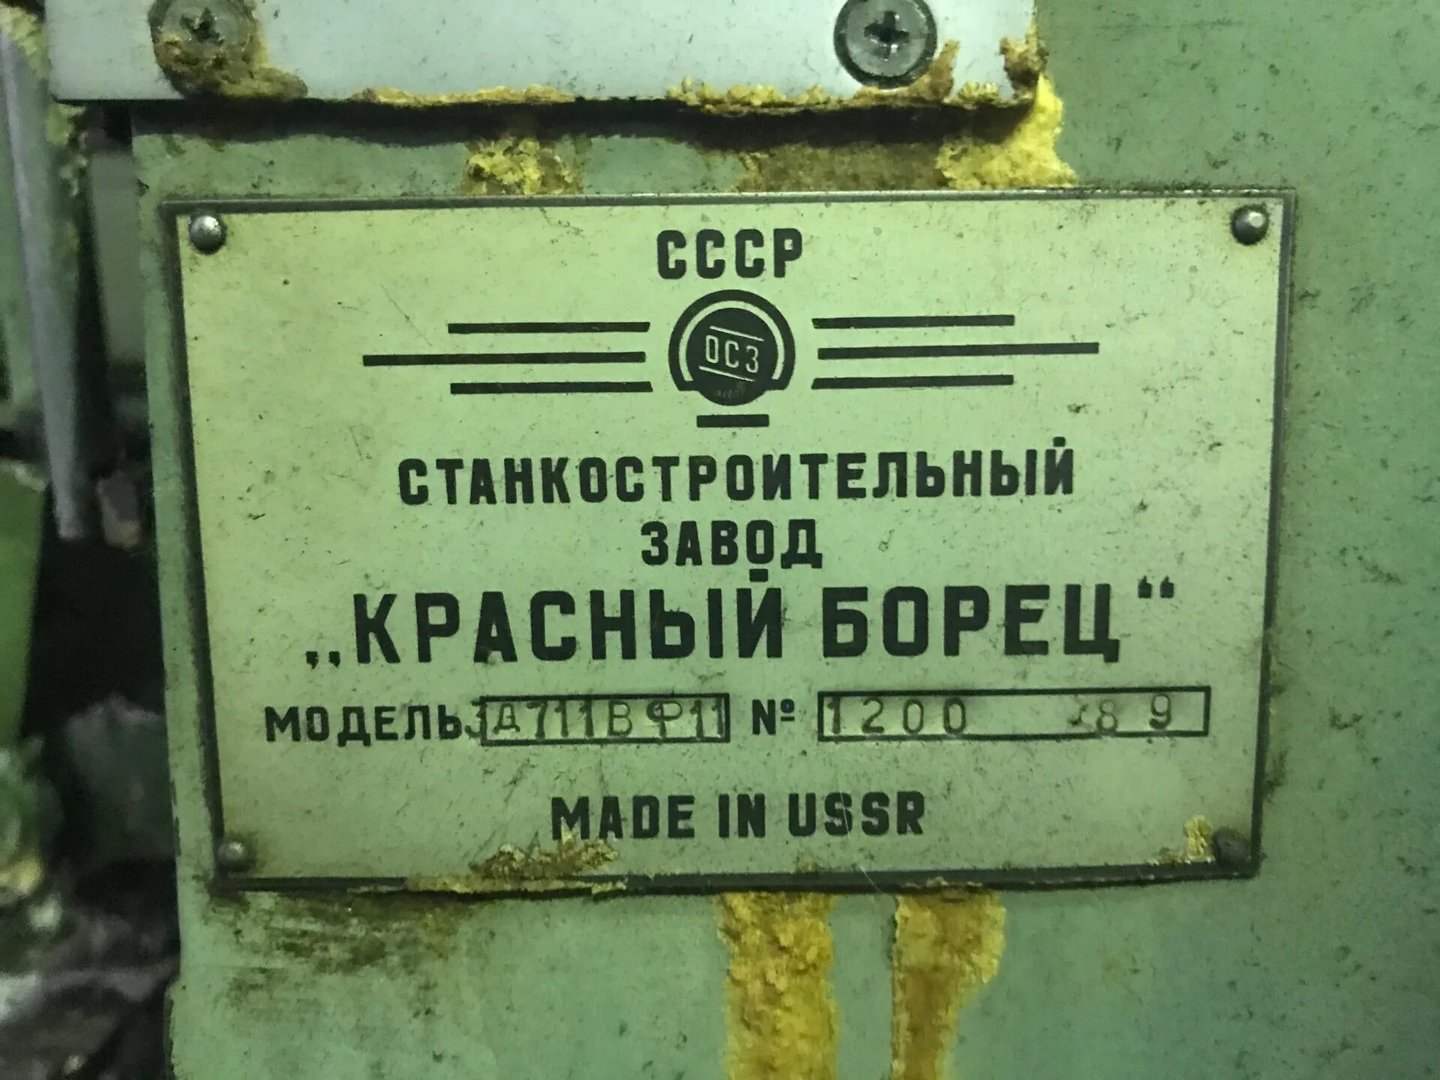 СССР
ОСЗ
СТАНКОСТРОИТЕЛЬНЫЙ
ЗАВОД
„КРАСНЫЙ БОРЕЦ“
МОДЕЛЬ 3Д711ВФ11 № 1200 89
MADE IN USSR